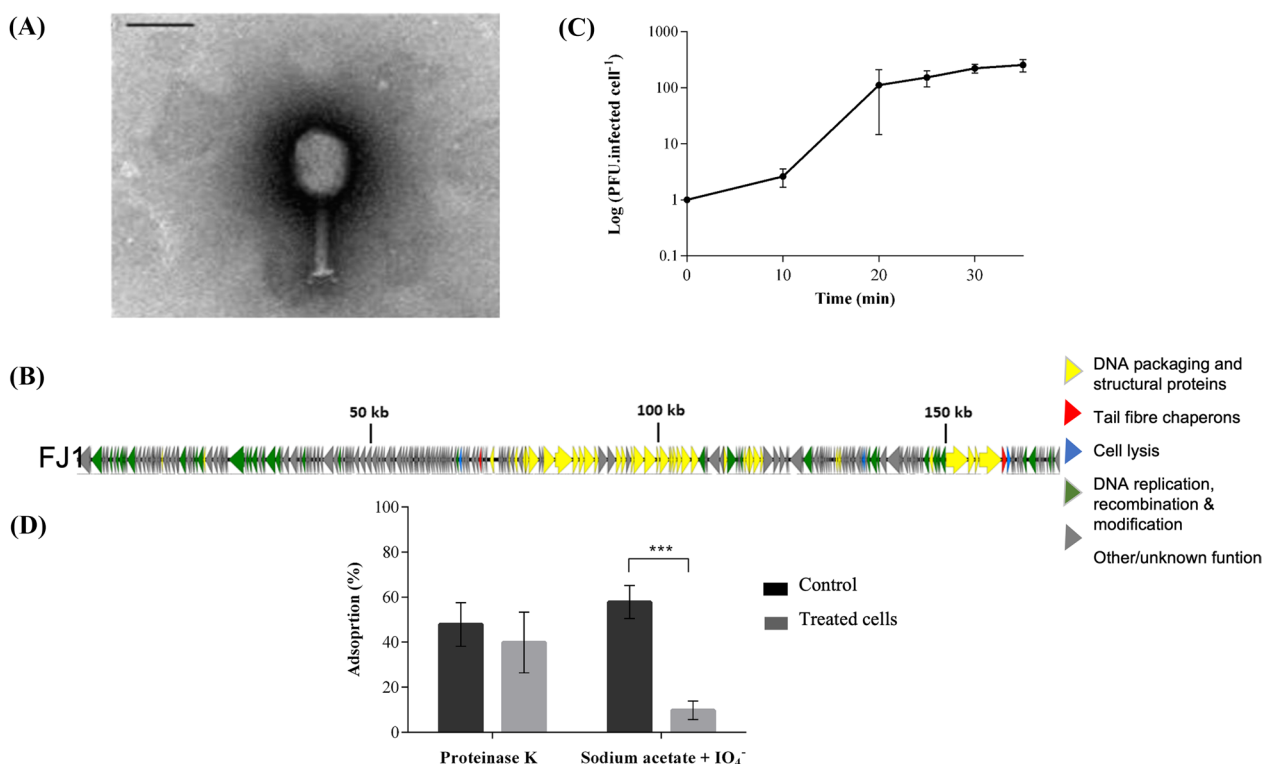 (A)
(C)
1000
100
10
1
0.1
Log (PFU.infected cell⁻¹)
0
10
20
30
Time (min)
(B)
50 kb
100 kb
150 kb
FJ1
DNA packaging and
structural proteins
Tail fibre chaperons
Cell lysis
DNA replication,
recombination &
modification
Other/unknown funtion
(D)
100
80
60
40
20
0
Adsoprtion (%)
***
Control
Treated cells
Proteinase K
Sodium acetate + IO₄⁻